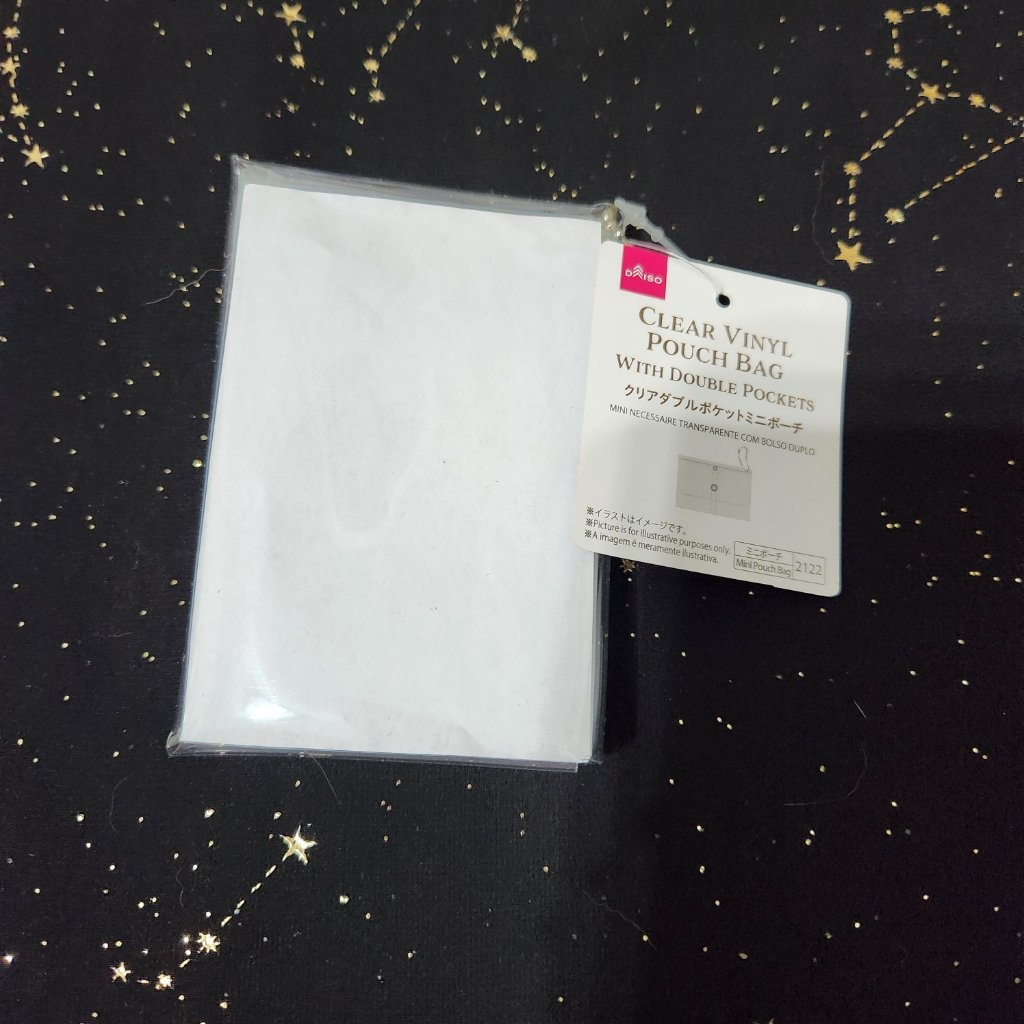 DAISO
CLEAR VINYL
POUCH BAG
WITH DOUBLE POCKETS
クリアダブルポケットミニポーチ
MINI NECESSAIRE TRANSPARENTE COM BOLSO DUPLO
※イラストはイメージです。
※Picture is for illustrative purposes only.
※A imagem é meramente ilustrativa.
ミニポーチ
Mini Pouch Bag
2122